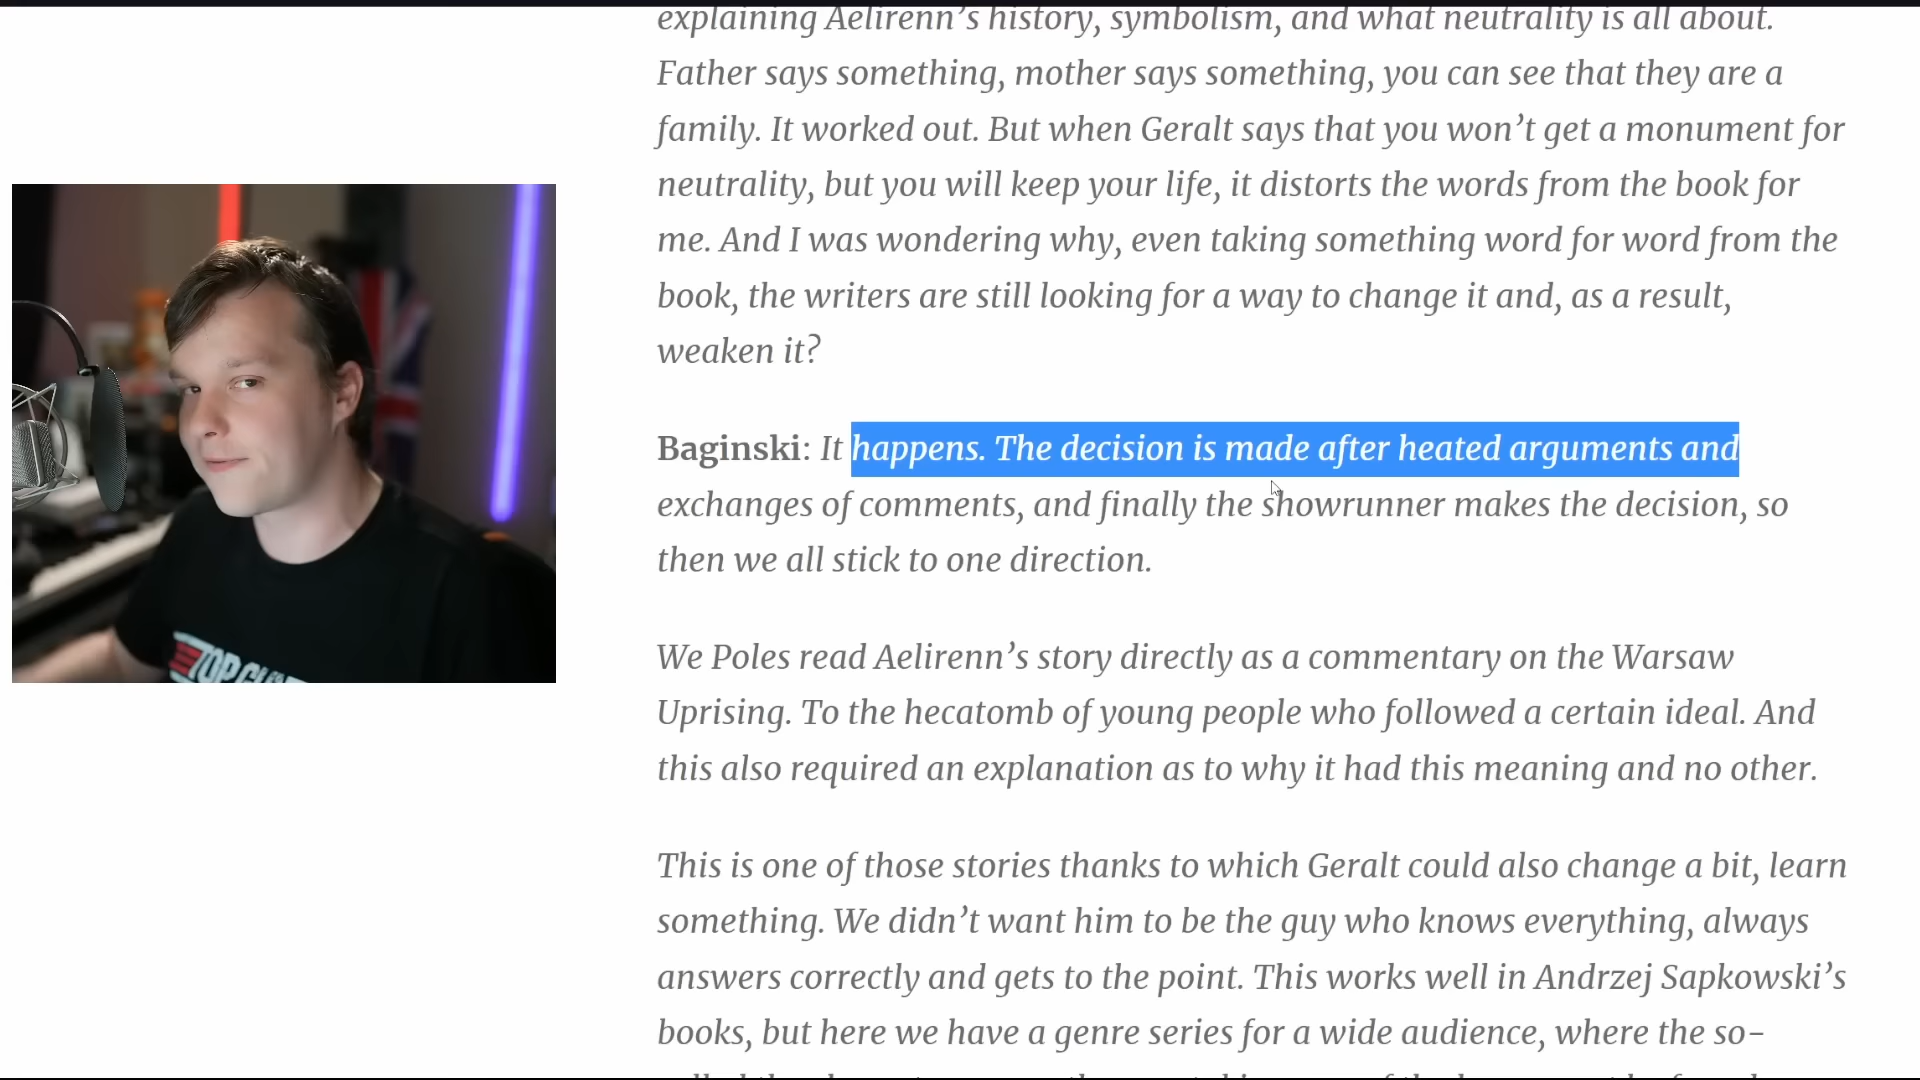 explaining Aelirenn’s history, symbolism, and what neutrality is all about.
Father says something, mother says something, you can see that they are a
family. It worked out. But when Geralt says that you won’t get a monument for
neutrality, but you will keep your life, it distorts the words from the book for
me. And I was wondering why, even taking something word for word from the
book, the writers are still looking for a way to change it and, as a result,
weaken it?
Baginski: It happens. The decision is made after heated arguments and
exchanges of comments, and finally the showrunner makes the decision, so
then we all stick to one direction.
We Poles read Aelirenn’s story directly as a commentary on the Warsaw
Uprising. To the hecatomb of young people who followed a certain ideal. And
this also required an explanation as to why it had this meaning and no other.
This is one of those stories thanks to which Geralt could also change a bit, learn
something. We didn’t want him to be the guy who knows everything, always
answers correctly and gets to the point. This works well in Andrzej Sapkowski’s
books, but here we have a genre series for a wide audience, where the so-
TOP